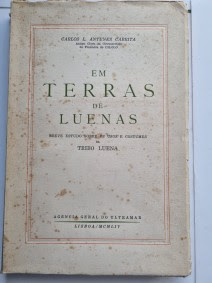 CARLOS L. ANTUNES CABRITA
EM
TERRAS
DE
LUENAS
BREVE ESTUDO SOBRE OS USOS E COSTUMES
DA
TRIBO LUENA
AGÊNCIA GERAL DO ULTRAMAR
LISBOA/MCMLIV